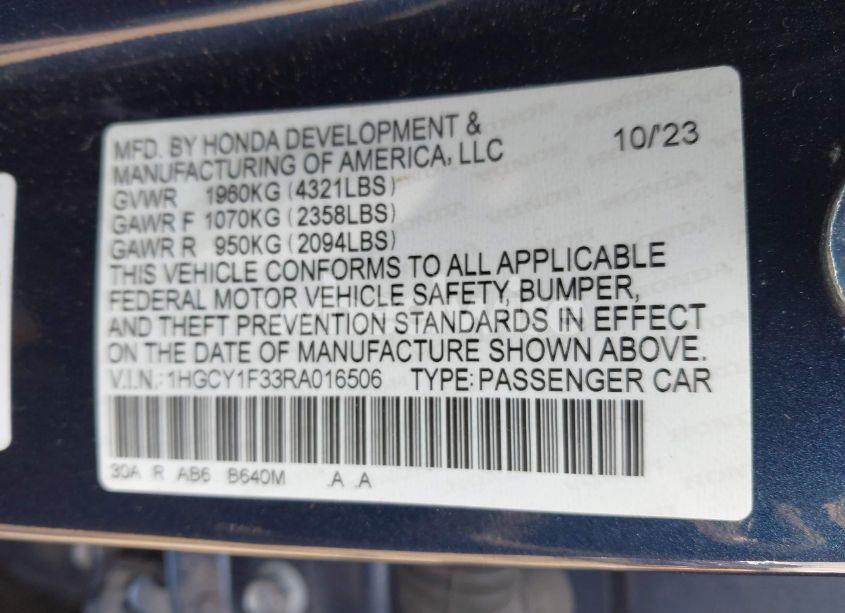 MFD. BY HONDA DEVELOPMENT & 10/'23
MANUFACTURING OF AMERICA, LLC
GVWR 1960KG (4321LBS)
GAWR F 1070KG (2358LBS)
GAWR R 950KG (2094LBS)
THIS VEHICLE CONFORMS TO ALL APPLICABLE
FEDERAL MOTOR VEHICLE SAFETY, BUMPER,
AND THEFT PREVENTION STANDARDS IN EFFECT
ON THE DATE OF MANUFACTURE SHOWN ABOVE.
V.I.N.: 1HGCY1F33RA016506 TYPE: PASSENGER CAR
30A R AB6 B640M .A .A